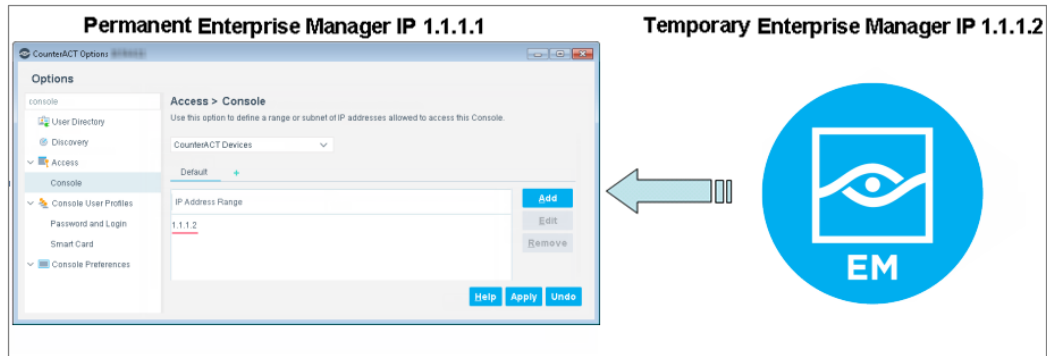 Permanent Enterprise Manager IP 1.1.1.1
Temporary Enterprise Manager IP 1.1.1.2
CounterACT Options
Options
console
User Directory
Discovery
Access
Console
Console User Profiles
Password and Login
Smart Card
Console Preferences
Access > Console
Use this option to define a range or subnet of IP addresses allowed to access this Console.
CounterACT Devices
Default +
IP Address Range
1.1.1.2
Add
Edit
Remove
Help Apply Undo
EM